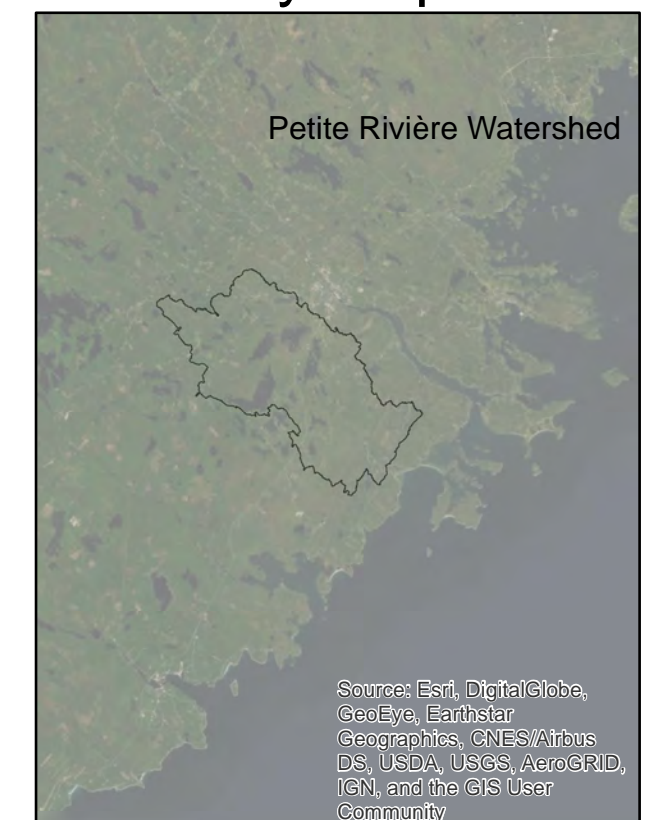 Petite Rivière Watershed
Source: Esri, DigitalGlobe,
GeoEye, Earthstar
Geographics, CNES/Airbus
DS, USDA, USGS, AeroGRID,
IGN, and the GIS User
Community